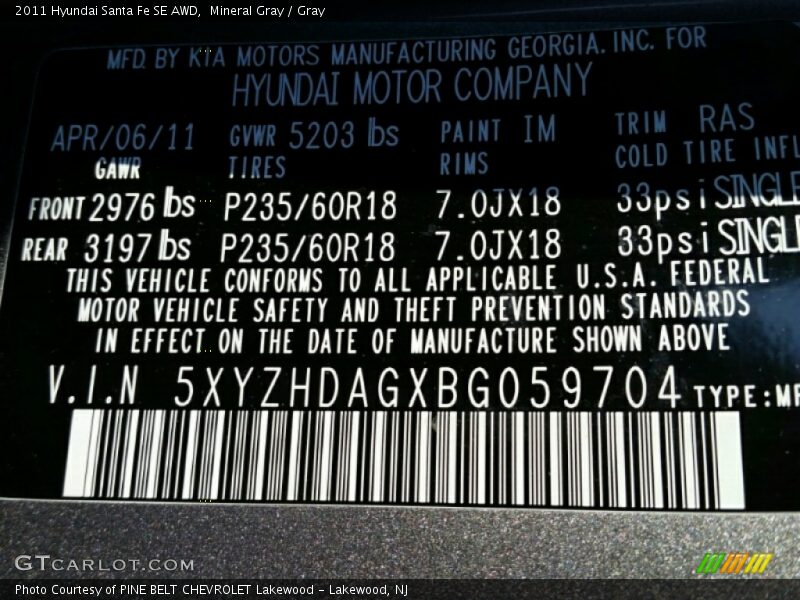 2011 Hyundai Santa Fe SE AWD, Mineral Gray / Gray
MFD. BY KIA MOTORS MANUFACTURING GEORGIA. INC. FOR
HYUNDAI MOTOR COMPANY
APR/06/11 GVWR 5203 lbs PAINT IM TRIM RAS
GAWR TIRES RIMS COLD TIRE INFL
FRONT 2976 lbs P235/60R18 7.0JX18 33psi SINGLE
REAR 3197 lbs P235/60R18 7.0JX18 33psi SINGL
THIS VEHICLE CONFORMS TO ALL APPLICABLE U.S.A. FEDERAL
MOTOR VEHICLE SAFETY AND THEFT PREVENTION STANDARDS
IN EFFECT ON THE DATE OF MANUFACTURE SHOWN ABOVE
V.I.N 5XYZHDAGXBG059704 TYPE:MP
GTCARLOT.COM
Photo Courtesy of PINE BELT CHEVROLET Lakewood - Lakewood, NJ